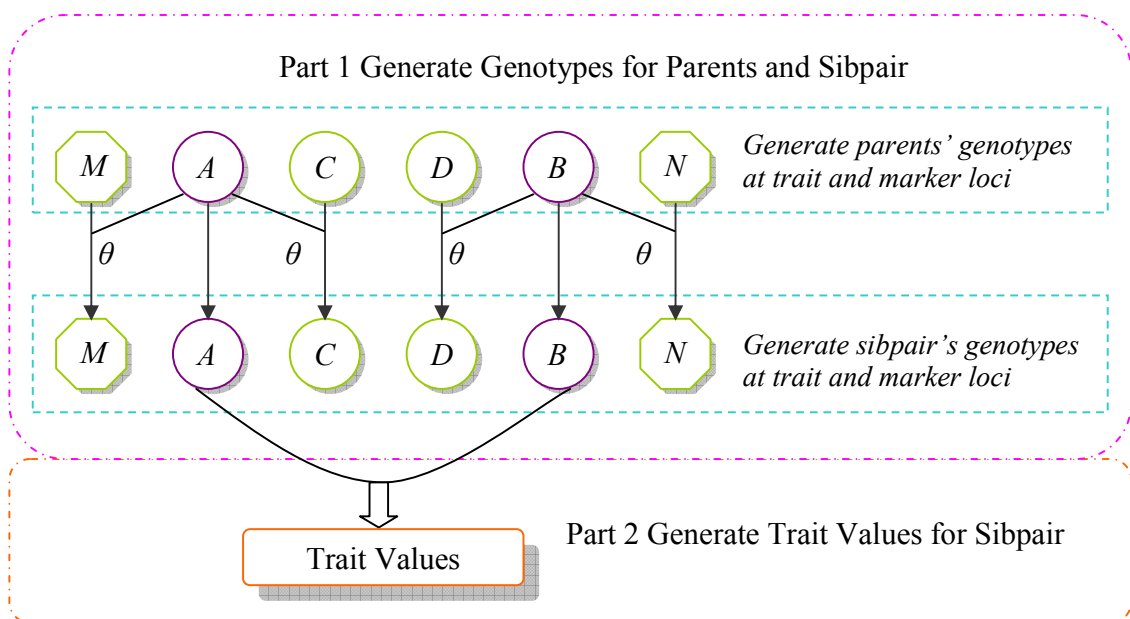 Part 1 Generate Genotypes for Parents and Sibpair
M A C D B N
Generate parents’ genotypes
at trait and marker loci
θ θ θ θ
M A C D B N
Generate sibpair’s genotypes
at trait and marker loci
Part 2 Generate Trait Values for Sibpair
Trait Values